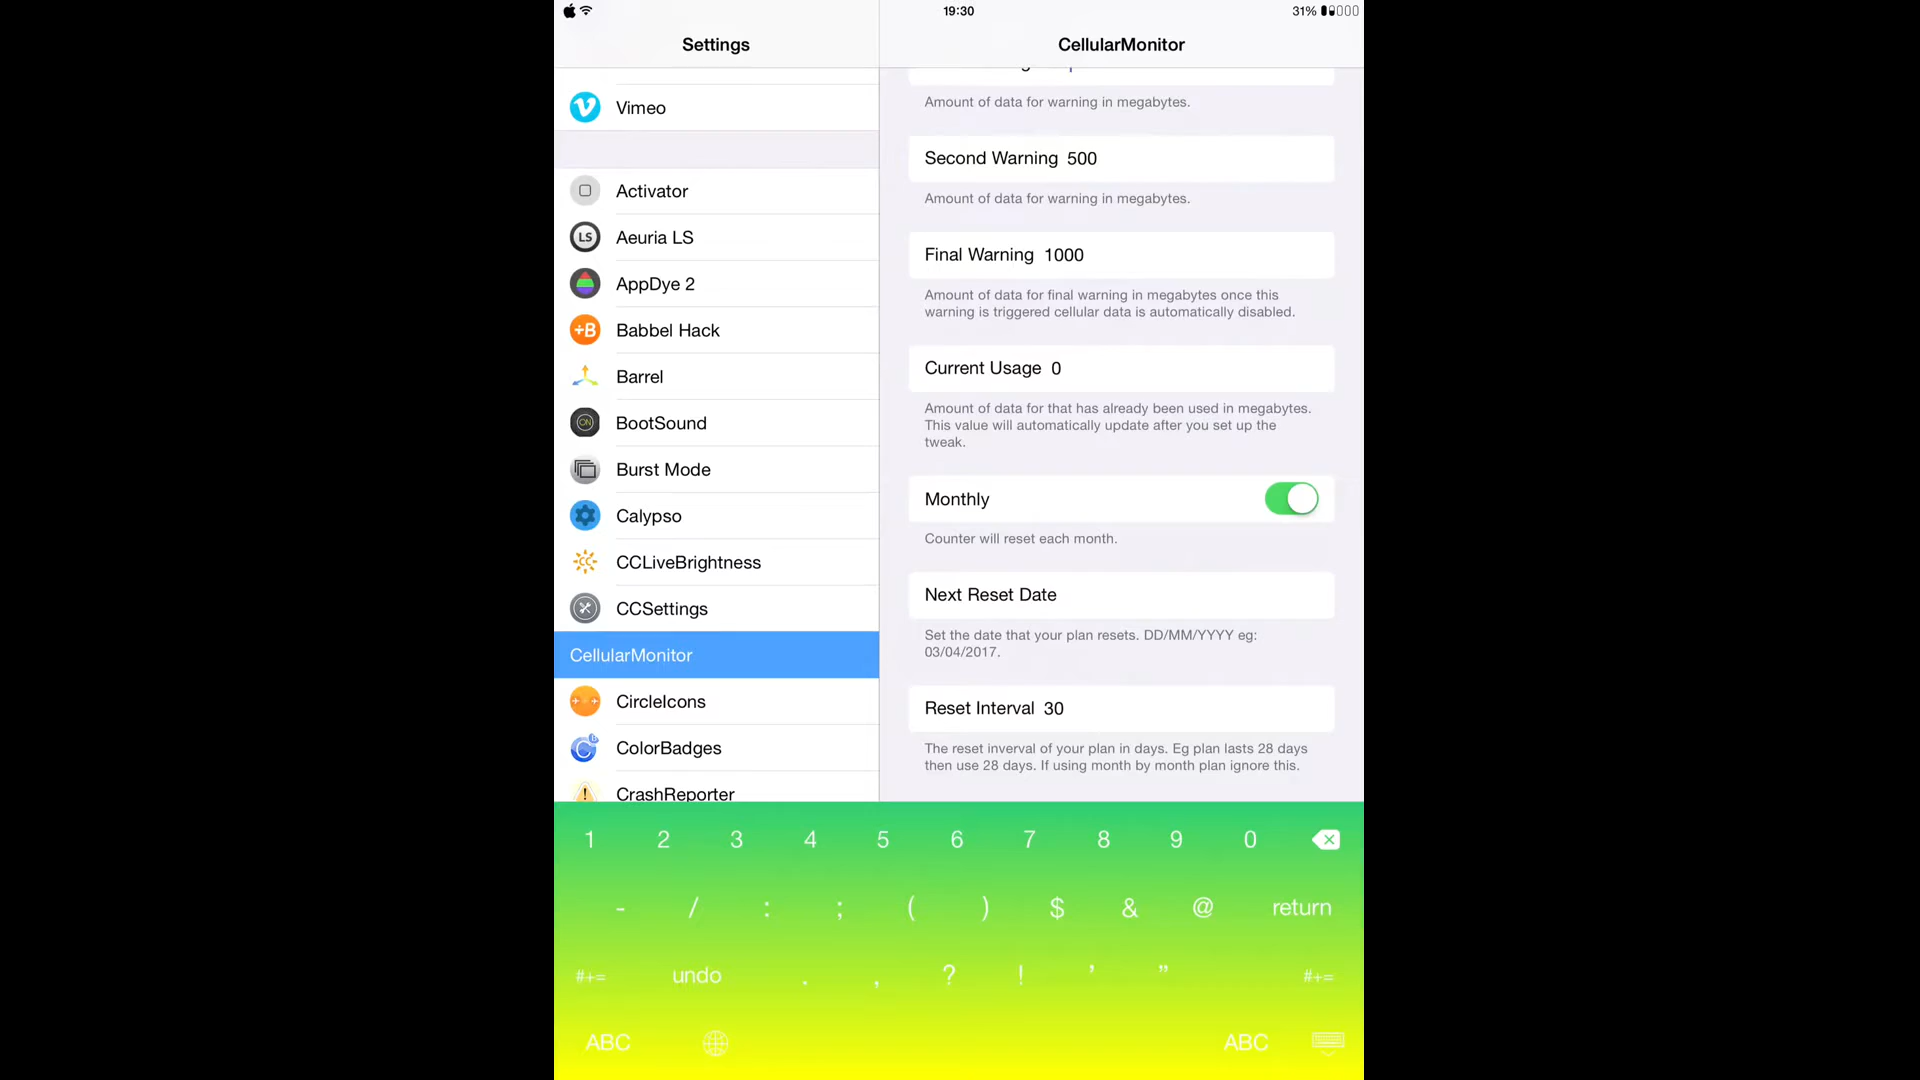 19:30
31%
Settings
CellularMonitor
Vimeo
Activator
LS Aeuria LS
AppDye 2
+B Babbel Hack
Barrel
ON BootSound
Burst Mode
Calypso
CC CCLiveBrightness
CCSettings
CellularMonitor
CircleIcons
ColorBadges
CrashReporter
Amount of data for warning in megabytes.
Second Warning 500
Amount of data for warning in megabytes.
Final Warning 1000
Amount of data for final warning in megabytes once this
warning is triggered cellular data is automatically disabled.
Current Usage 0
Amount of data for that has already been used in megabytes.
This value will automatically update after you set up the
tweak.
Monthly
Counter will reset each month.
Next Reset Date
Set the date that your plan resets. DD/MM/YYYY eg:
03/04/2017.
Reset Interval 30
The reset inverval of your plan in days. Eg plan lasts 28 days
then use 28 days. If using month by month plan ignore this.
1 2 3 4 5 6 7 8 9 0
- / : ; ( ) $ & @ return
#+= undo . , ? ! ’ ” #+=
ABC ABC